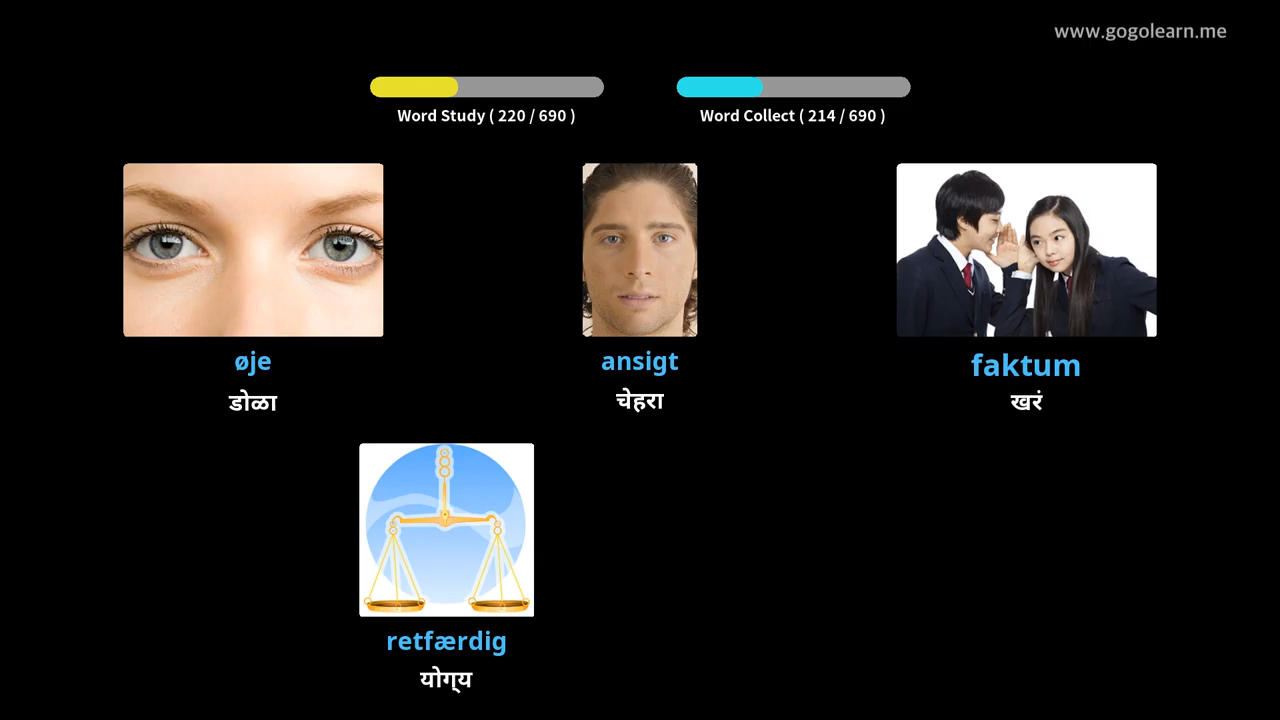 www.gogolearn.me
Word Study ( 220 / 690 )
Word Collect ( 214 / 690 )
øje
ansigt
faktum
डोळा
चेहरा
खरं
retfærdig
योग्य